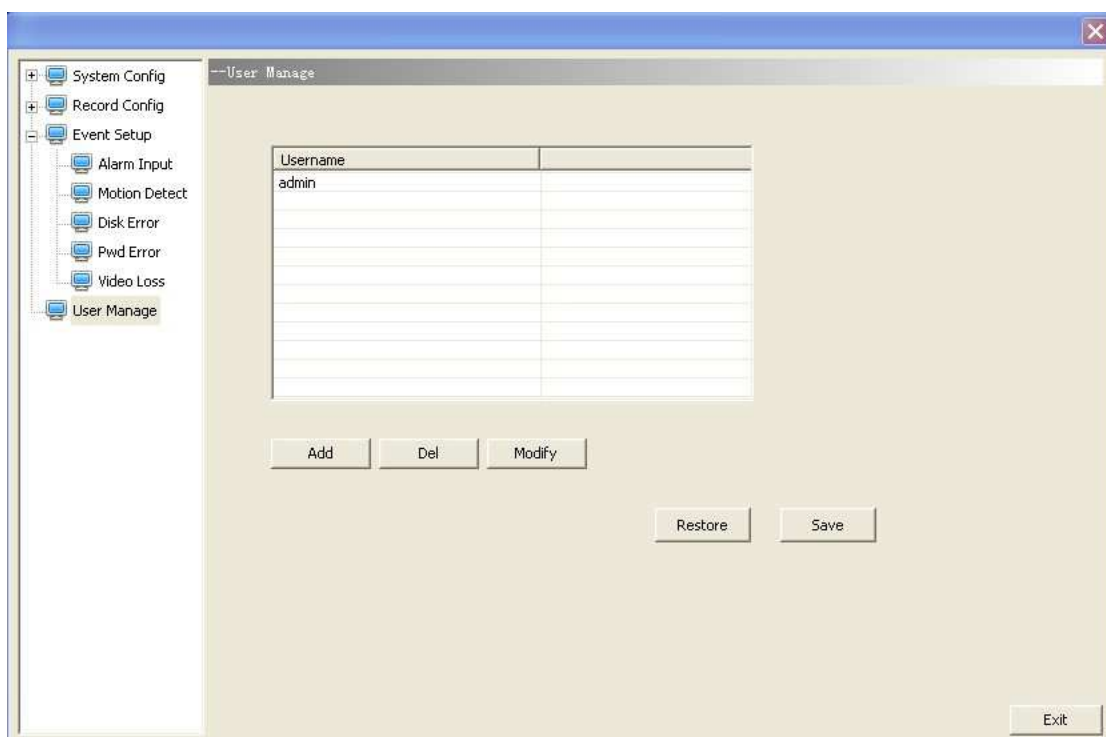 System Config
Record Config
Event Setup
Alarm Input
Motion Detect
Disk Error
Pwd Error
Video Loss
User Manage
--User Manage
Username
admin
Add Del Modify
Restore Save
Exit